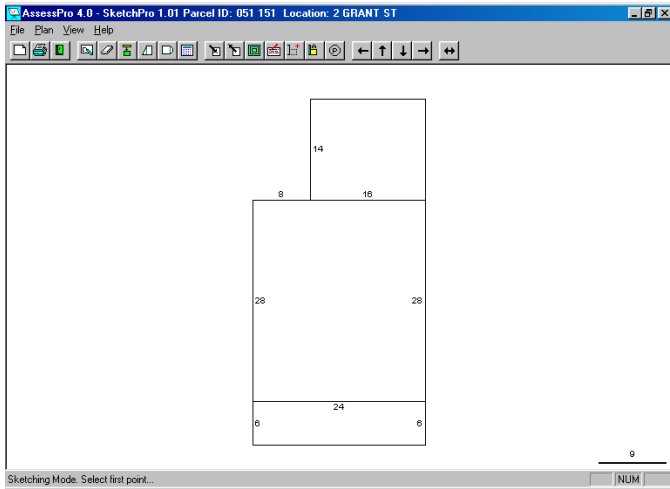 AssessPro 4.0 - SketchPro 1.01 Parcel ID: 051 151 Location: 2 GRANT ST
File Plan View Help
P
14
8 16
28 28
24
6 6
9
Sketching Mode. Select first point... NUM